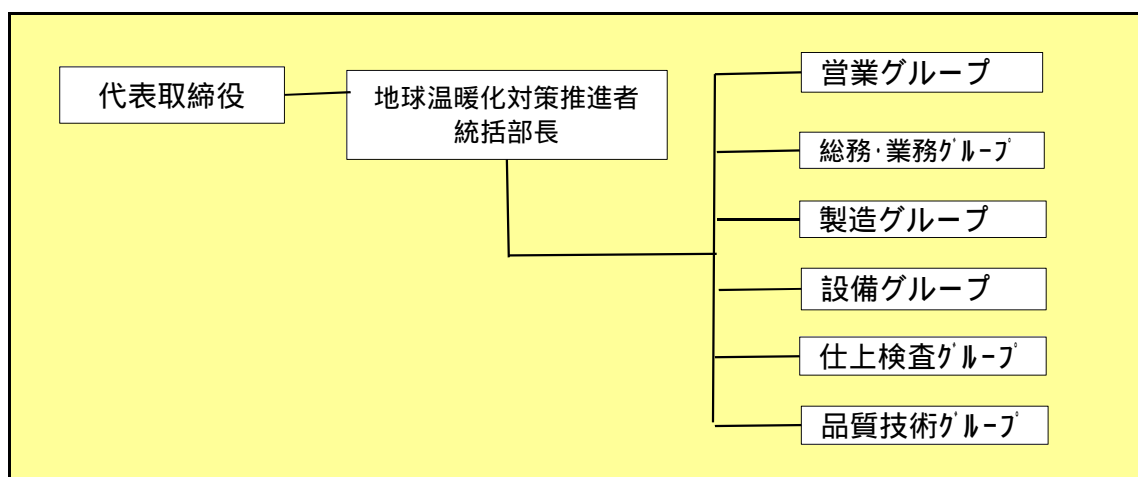 代表取締役
地球温暖化対策推進者
統括部長
営業グループ
総務･業務ｸﾞﾙｰﾌﾟ
製造グループ
設備グループ
仕上検査ｸﾞﾙｰﾌﾟ
品質技術ｸﾞﾙｰﾌﾟ